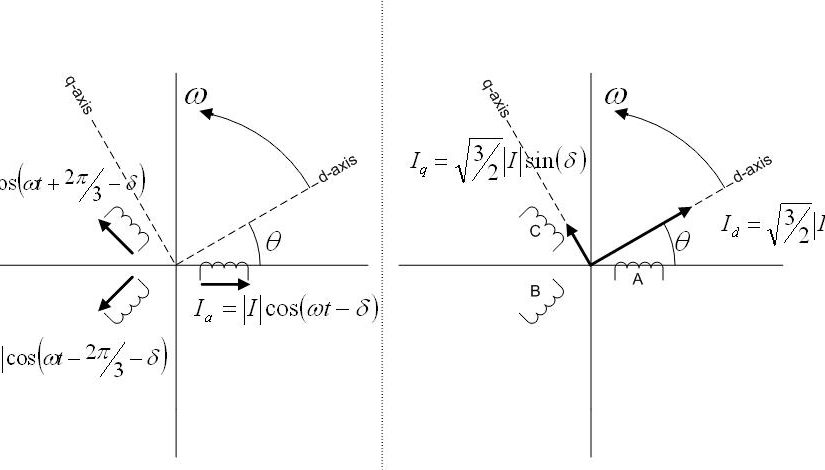 q-axis
ω
os(ωt + 2π/3 − δ)
d-axis
θ
I_a = |I|cos(ωt − δ)
|cos(ωt − 2π/3 − δ)
q-axis
ω
I_q = √3/2|I|sin(δ)
d-axis
C
θ
I_d = √3/2|I
B
A